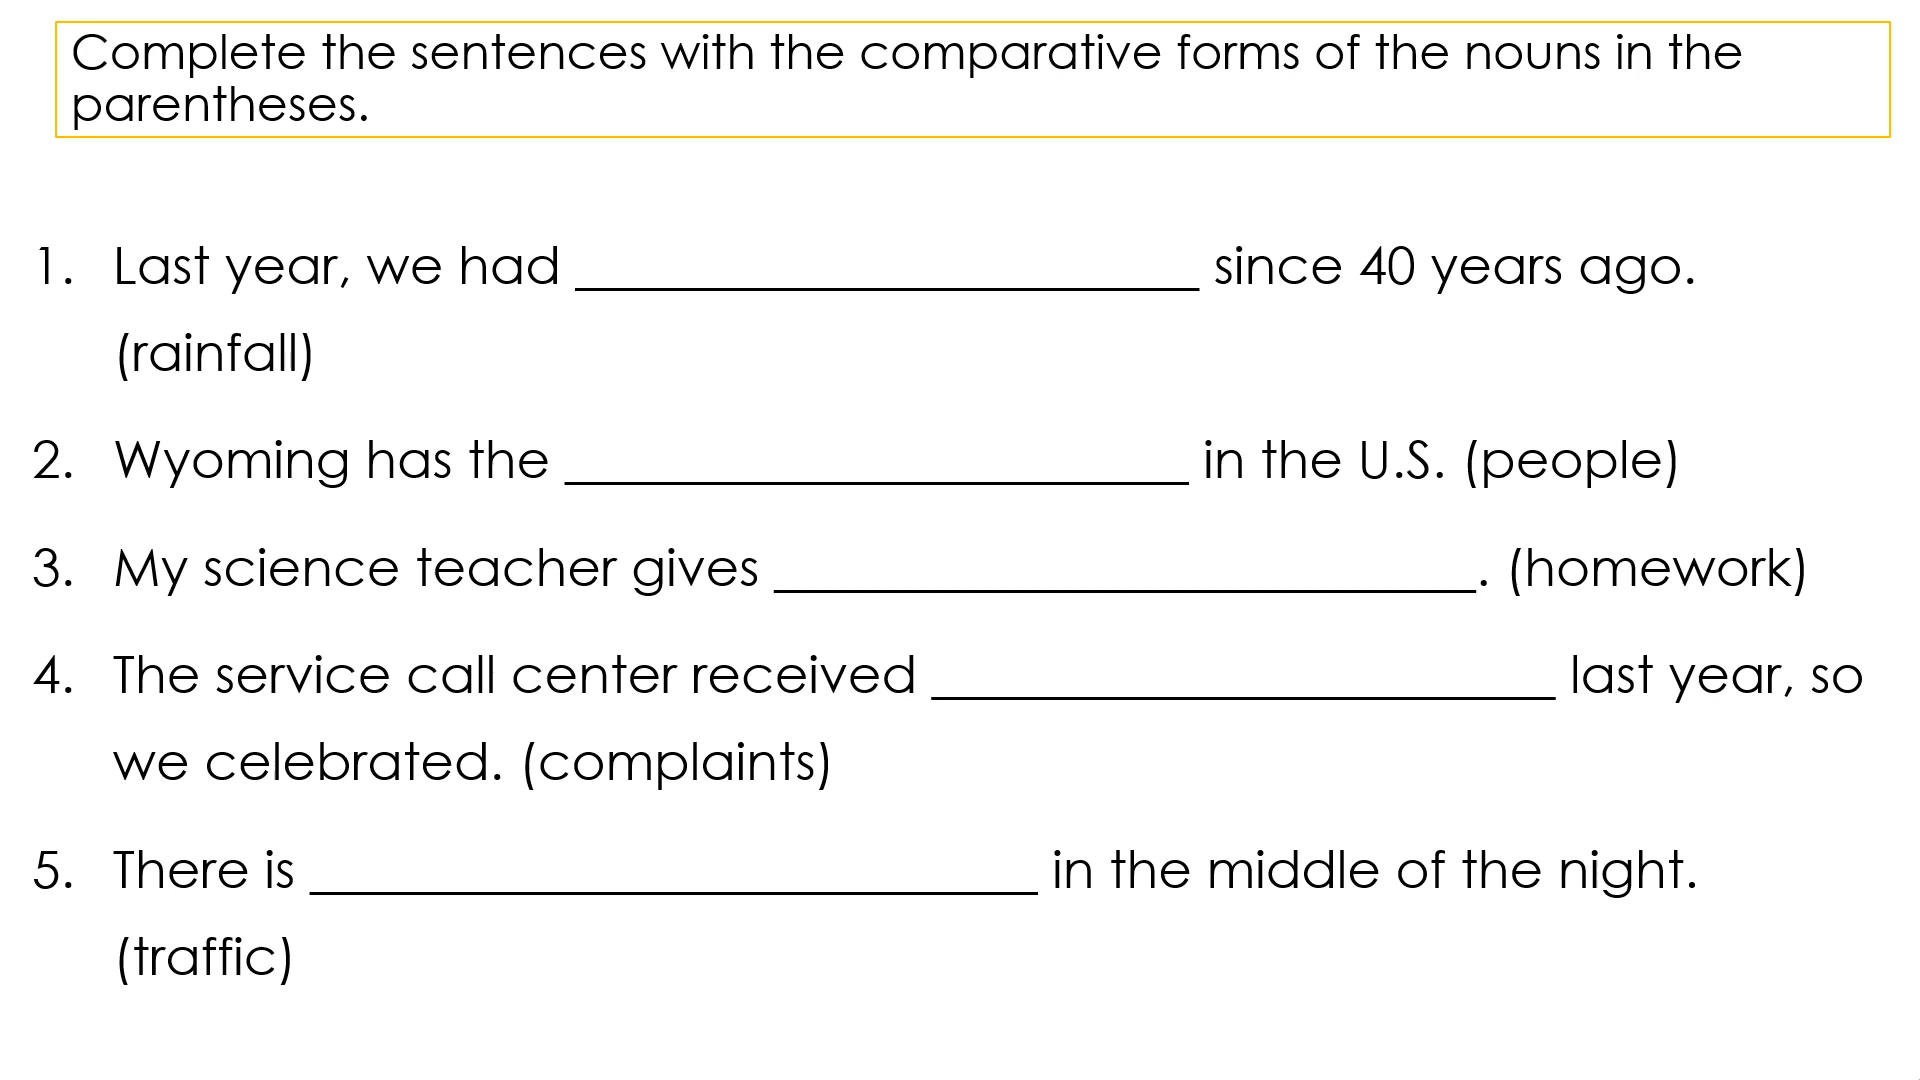 Complete the sentences with the comparative forms of the nouns in the
parentheses.
1. Last year, we had ________________________ since 40 years ago.
(rainfall)
2. Wyoming has the ________________________ in the U.S. (people)
3. My science teacher gives ___________________________. (homework)
4. The service call center received ________________________ last year, so
we celebrated. (complaints)
5. There is ____________________________ in the middle of the night.
(traffic)